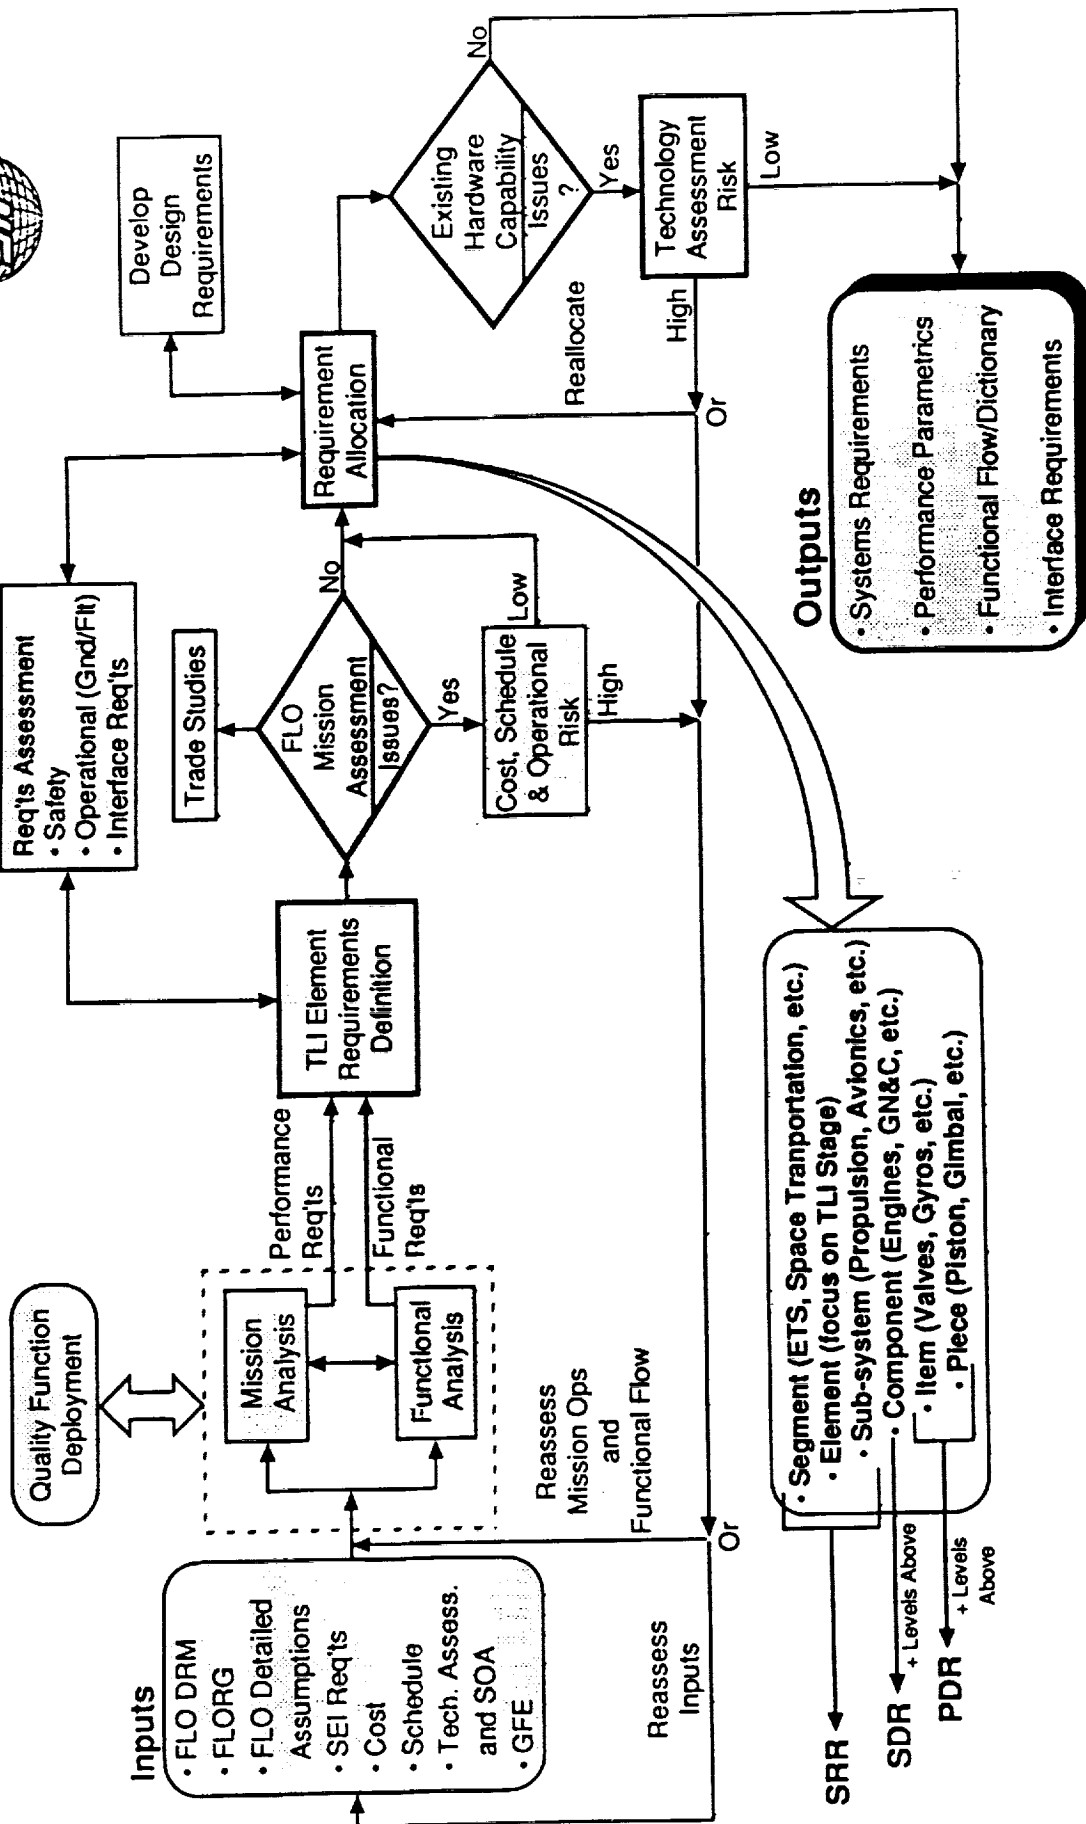 Inputs
• FLO DRM
• FLORG
• FLO Detailed
Assumptions
• SEI Req'ts
• Cost
• Schedule
• Tech. Assess.
and SOA
• GFE
Quality Function
Deployment
Mission
Analysis
Functional
Analysis
Performance
Req'ts
Functional
Req'ts
TLI Element
Requirements
Definition
Req'ts Assessment
• Safety
• Operational (Gnd/Flt)
• Interface Req'ts
Trade Studies
FLO
Mission
Assessment
Issues?
No
Yes
Cost, Schedule
& Operational
Risk
Low
High
Requirement
Allocation
Develop
Design
Requirements
Existing
Hardware
Capability
Issues
?
No
Yes
Technology
Assessment
Risk
Low
High
Reallocate
Or
Reassess
Mission Ops
and
Functional Flow
Or
Reassess
Inputs
Outputs
• Systems Requirements
• Performance Parametrics
• Functional Flow/Dictionary
• Interface Requirements
• Segment (ETS, Space Tranportation, etc.)
• Element (focus on TLI Stage)
• Sub-system (Propulsion, Avionics, etc.)
• Component (Engines, GN&C, etc.)
• Item (Valves, Gyros, etc.)
• Piece (Piston, Gimbal, etc.)
SRR
SDR
+ Levels Above
PDR
+ Levels
Above